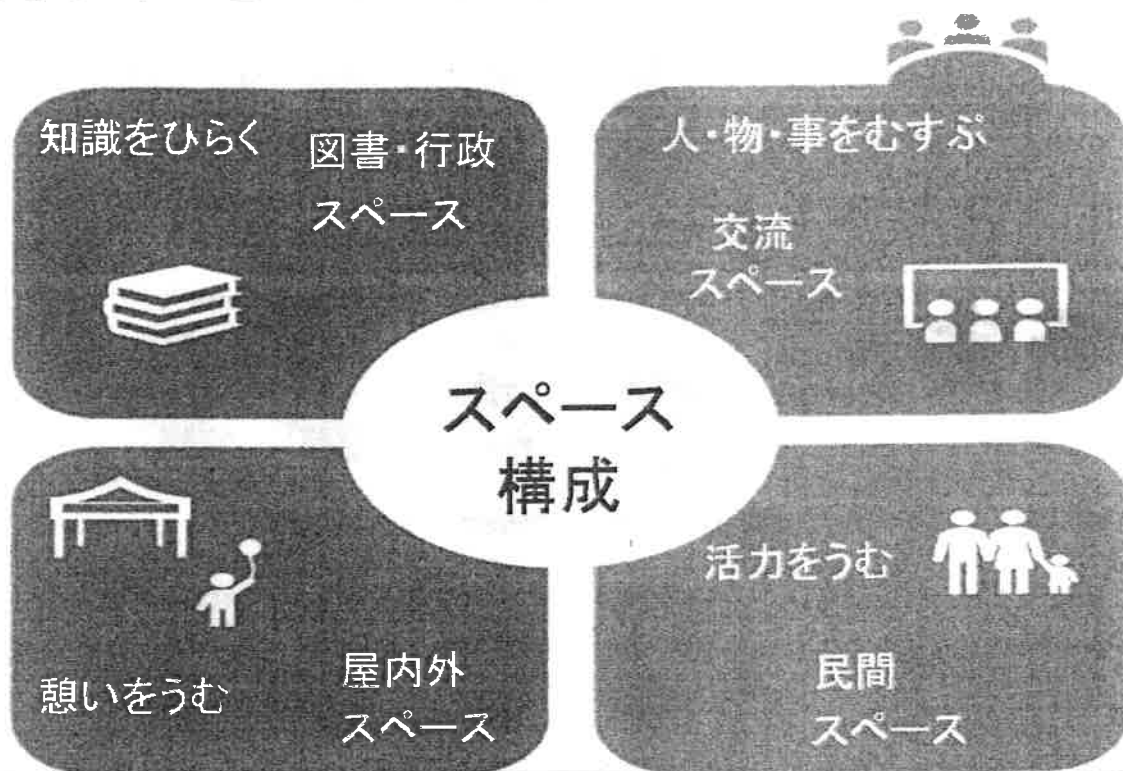 知識をひらく
図書・行政
スペース
人・物・事をむすぶ
交流
スペース
スペース
構成
憩いをうむ
屋内外
スペース
活力をうむ
民間
スペース